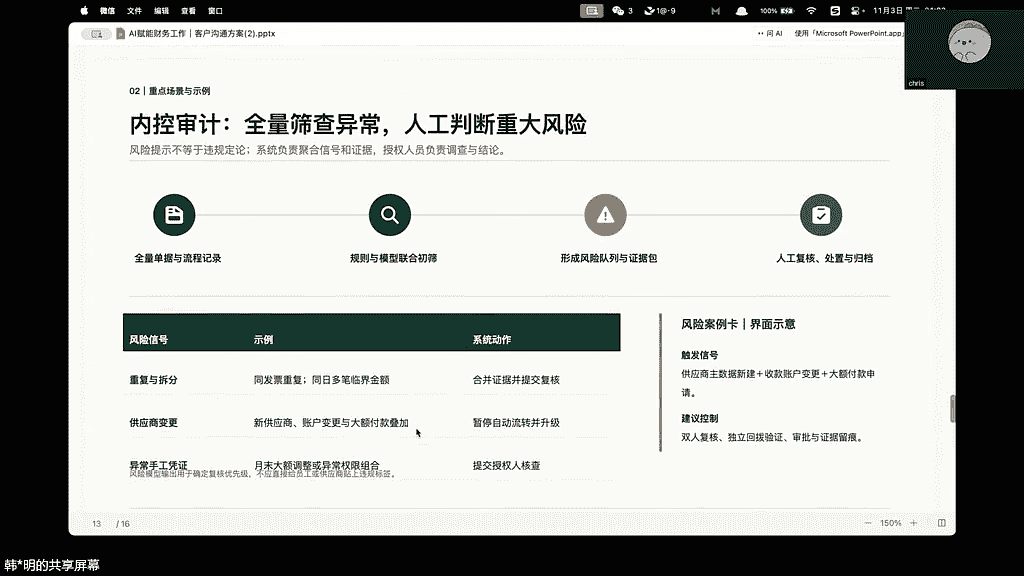 微信 文件 编辑 查看 窗口
3 1@·9 100% 11月3日
AI赋能财务工作｜客户沟通方案(2).pptx
问 AI 使用「Microsoft PowerPoint.app
chris
02｜重点场景与示例
内控审计：全量筛查异常，人工判断重大风险
风险提示不等于违规定论；系统负责聚合信号和证据，授权人员负责调查与结论。
全量单据与流程记录 规则与模型联合初筛 形成风险队列与证据包 人工复核、处置与归档
风险信号 示例 系统动作
重复与拆分 同发票重复；同日多笔临界金额 合并证据并提交复核
供应商变更 新供应商、账户变更与大额付款叠加 暂停自动流转并升级
异常手工凭证 月末大额调整或异常权限组合 提交授权人核查
风险模型输出用于确定复核优先级，不应直接给员工或供应商贴上违规标签。
风险案例卡｜界面示意
触发信号
供应商主数据新建＋收款账户变更＋大额付款申
请。
建议控制
双人复核、独立回拨验证、审批与证据留痕。
13 / 16
150%
韩*明的共享屏幕